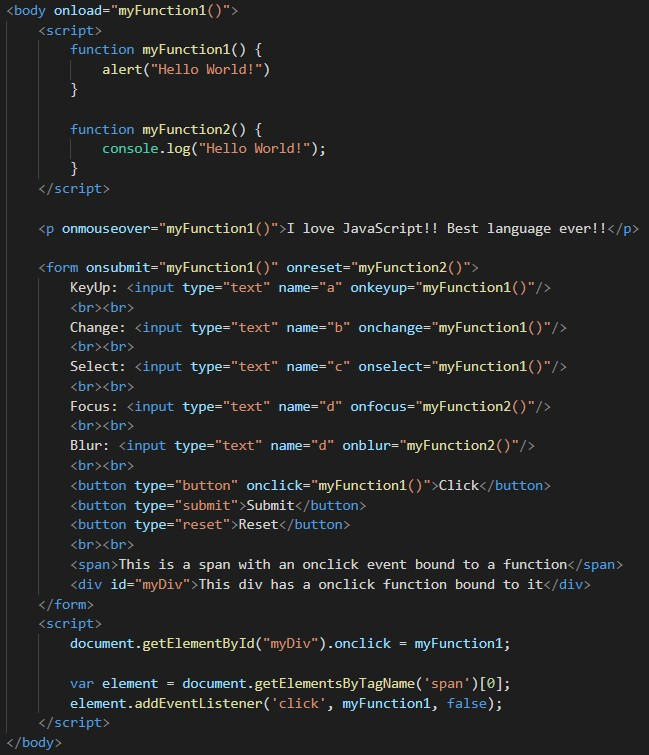 <body onload="myFunction1()">
<script>
function myFunction1() {
alert("Hello World!")
}
function myFunction2() {
console.log("Hello World!");
}
</script>
<p onmouseover="myFunction1()">I love JavaScript!! Best language ever!!</p>
<form onsubmit="myFunction1()" onreset="myFunction2()">
KeyUp: <input type="text" name="a" onkeyup="myFunction1()"/>
<br><br>
Change: <input type="text" name="b" onchange="myFunction1()"/>
<br><br>
Select: <input type="text" name="c" onselect="myFunction1()"/>
<br><br>
Focus: <input type="text" name="d" onfocus="myFunction2()"/>
<br><br>
Blur: <input type="text" name="d" onblur="myFunction2()"/>
<br><br>
<button type="button" onclick="myFunction1()">Click</button>
<button type="submit">Submit</button>
<button type="reset">Reset</button>
<br><br>
<span>This is a span with an onclick event bound to a function</span>
<div id="myDiv">This div has a onclick function bound to it</div>
</form>
<script>
document.getElementById("myDiv").onclick = myFunction1;
var element = document.getElementsByTagName('span')[0];
element.addEventListener('click', myFunction1, false);
</script>
</body>